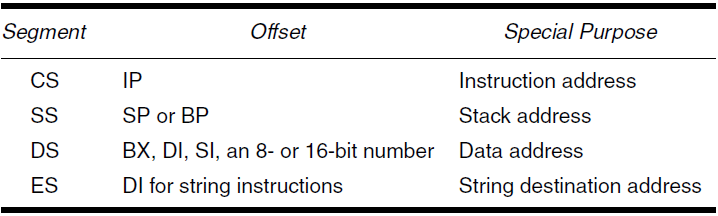 Segment Offset Special Purpose
CS IP Instruction address
SS SP or BP Stack address
DS BX, DI, SI, an 8- or 16-bit number Data address
ES DI for string instructions String destination address